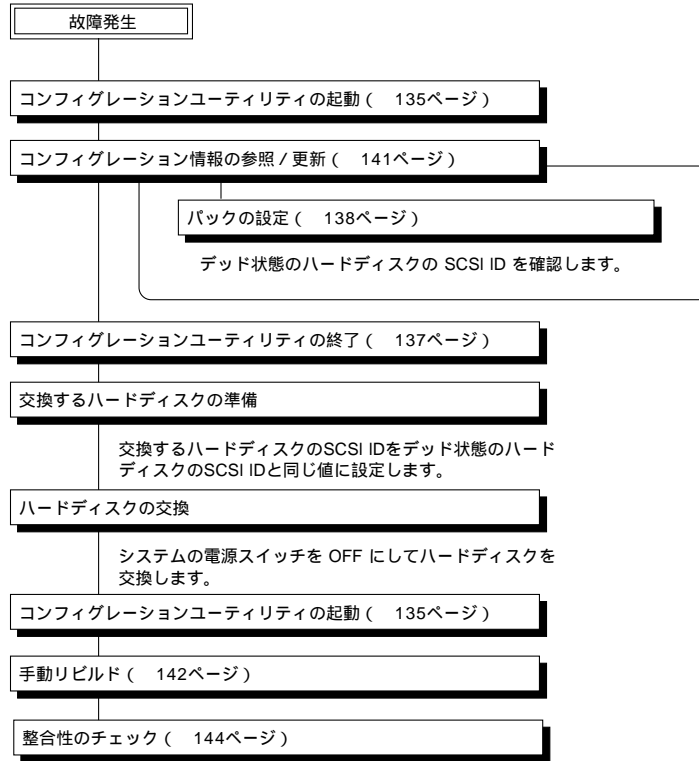 故障発生
コンフィグレーションユーティリティの起動(　135ページ)
コンフィグレーション情報の参照/更新(　141ページ)
パックの設定(　138ページ)
デッド状態のハードディスクの SCSI ID を確認します。
コンフィグレーションユーティリティの終了(　137ページ)
交換するハードディスクの準備
交換するハードディスクのSCSI IDをデッド状態のハード
ディスクのSCSI IDと同じ値に設定します。
ハードディスクの交換
システムの電源スイッチを OFF にしてハードディスクを
交換します。
コンフィグレーションユーティリティの起動(　135ページ)
手動リビルド(　142ページ)
整合性のチェック(　144ページ)